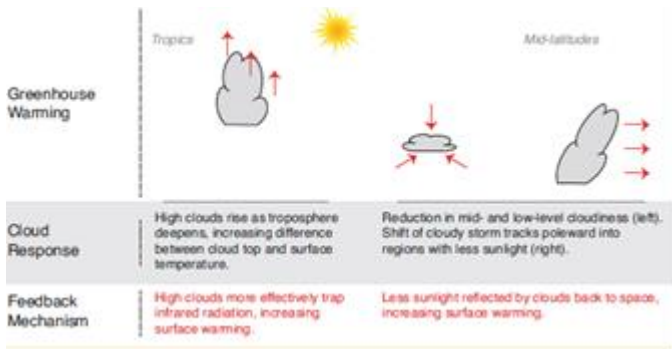 Tropics
Mid-latitudes
Greenhouse
Warming
Cloud
Response
High clouds rise as troposphere
deepens, increasing difference
between cloud top and surface
temperature.
Reduction in mid- and low-level cloudiness (left).
Shift of cloudy storm tracks poleward into
regions with less sunlight (right).
Feedback
Mechanism
High clouds more effectively trap
infrared radiation, increasing
surface warming.
Less sunlight reflected by clouds back to space,
increasing surface warming.